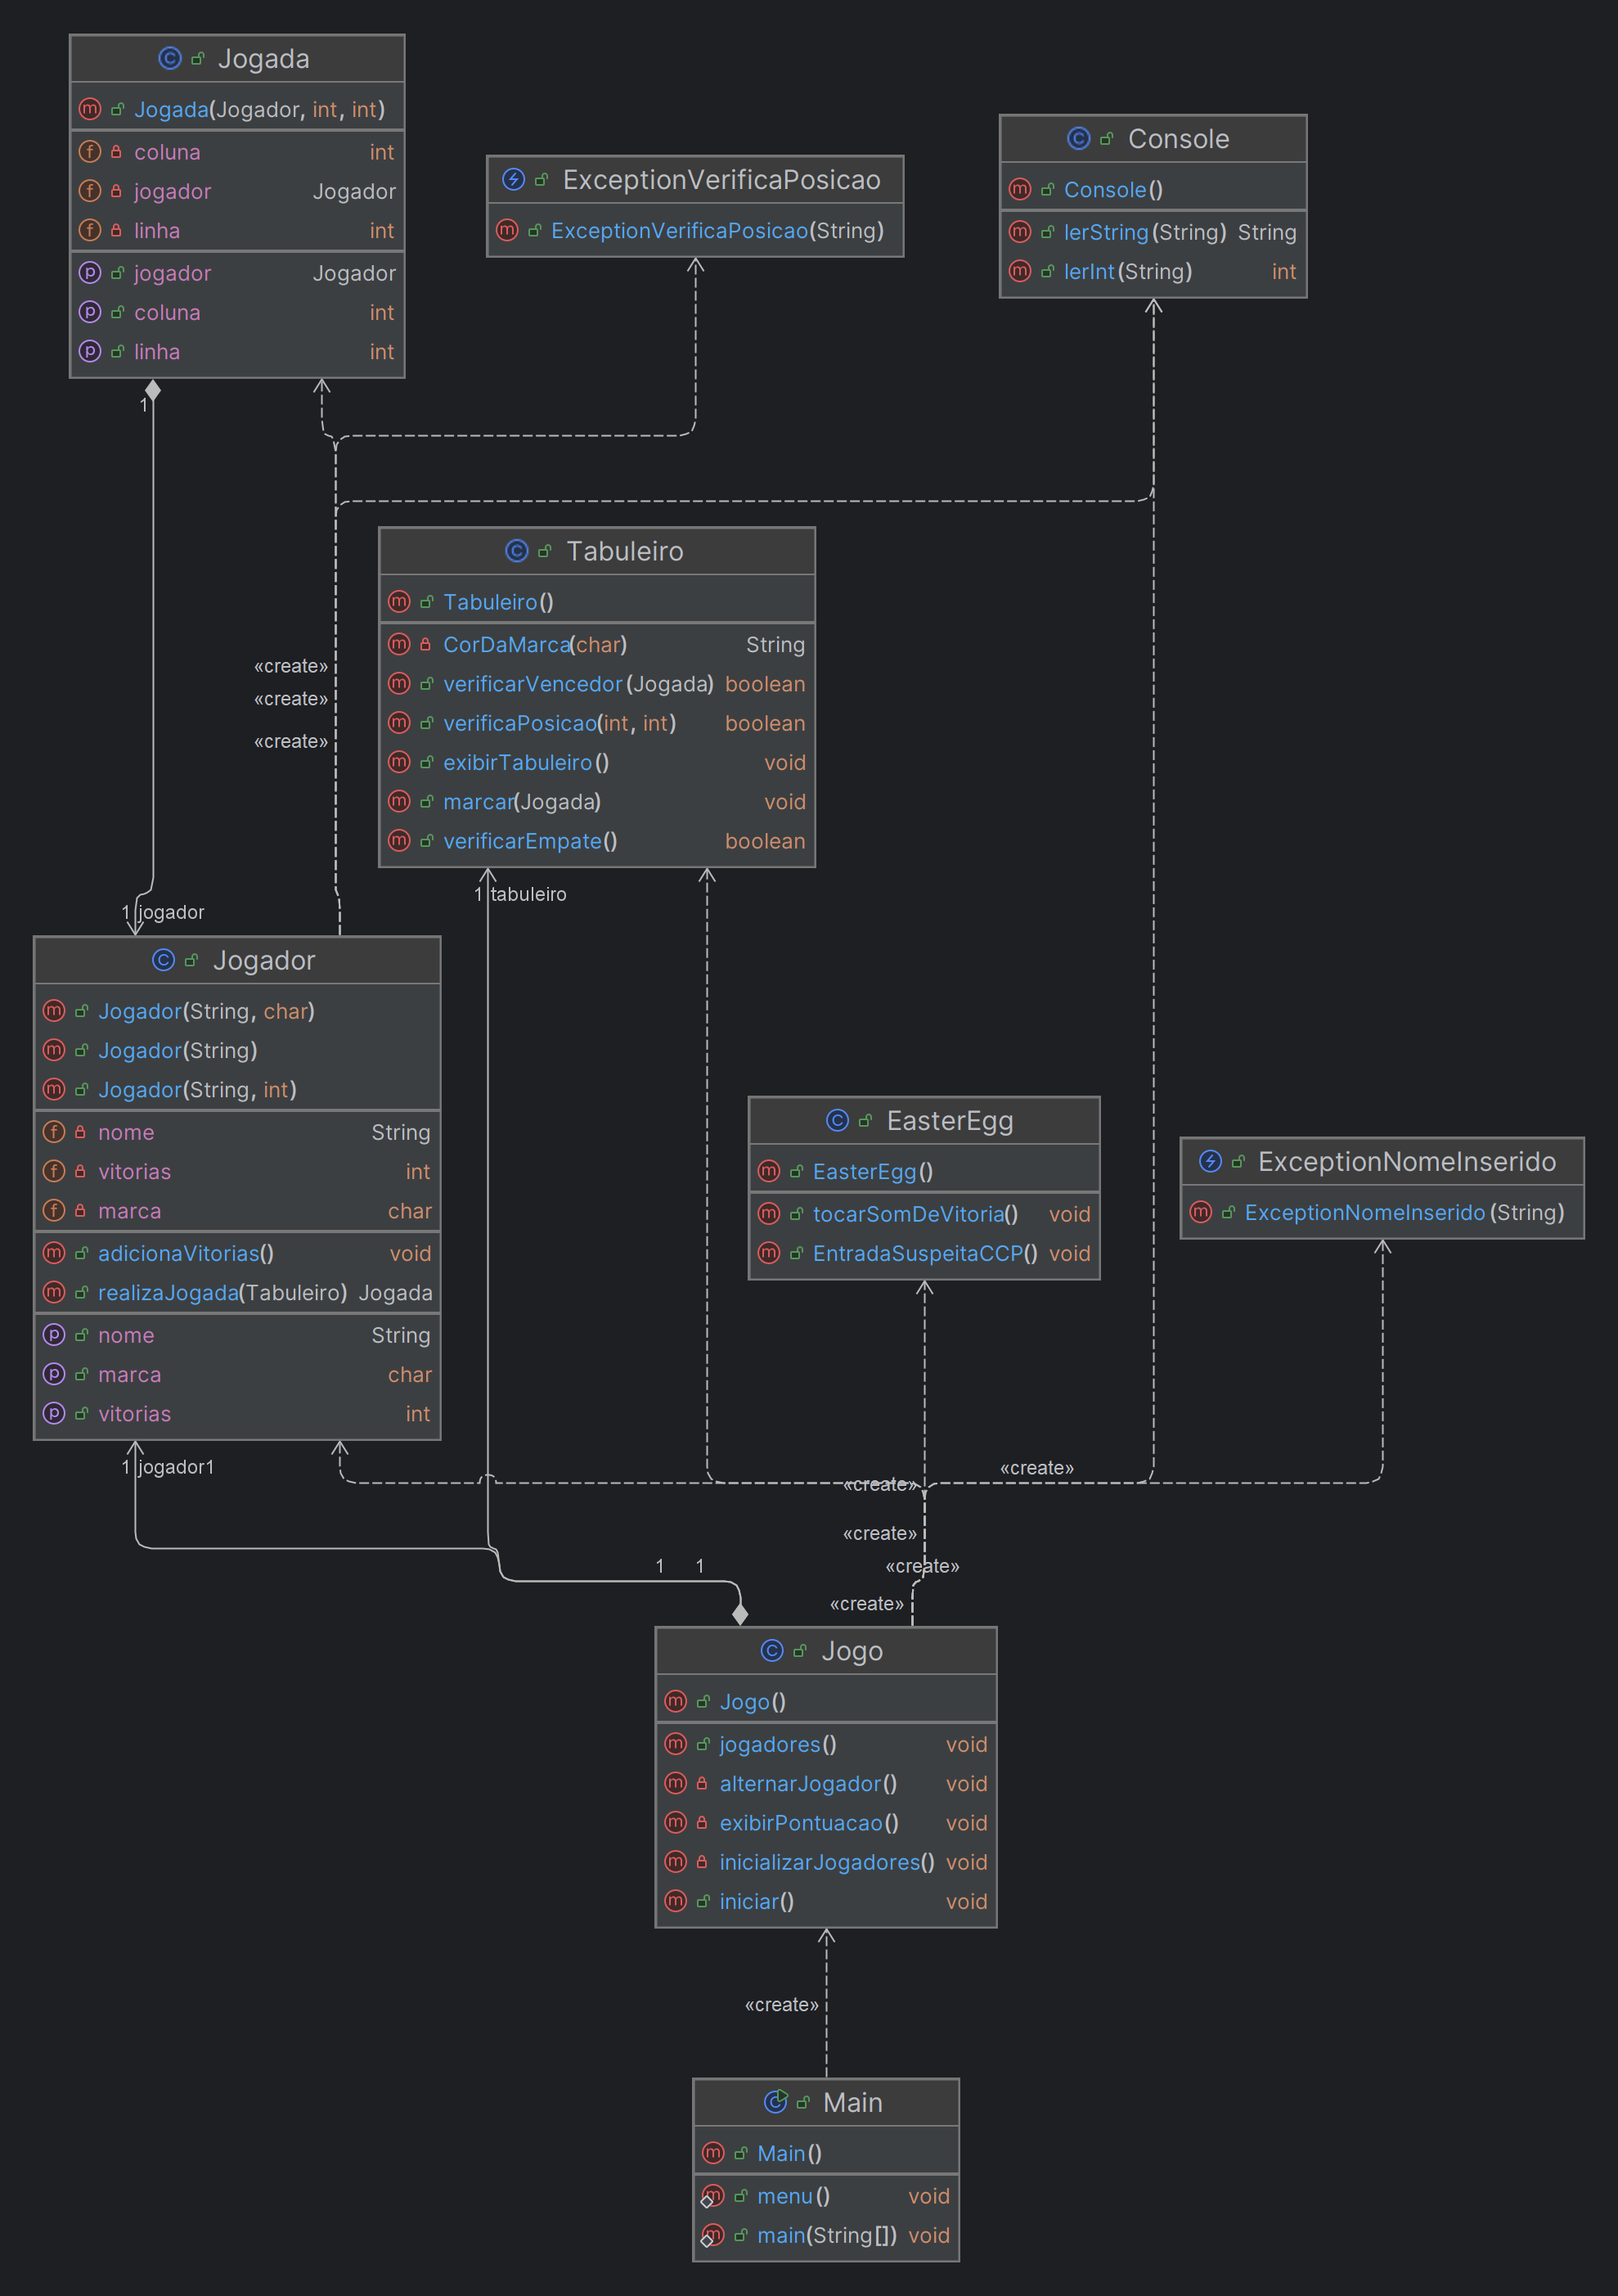 Jogada
Jogada(Jogador, int, int)
coluna int
jogador Jogador
linha int
jogador Jogador
coluna int
linha int
ExceptionVerificaPosicao
ExceptionVerificaPosicao(String)
Console
Console()
lerString(String) String
lerInt(String) int
1
Tabuleiro
Tabuleiro()
CorDaMarca(char) String
verificarVencedor(Jogada) boolean
verificaPosicao(int, int) boolean
exibirTabuleiro() void
marcar(Jogada) void
verificarEmpate() boolean
«create»
«create»
«create»
1 tabuleiro
1 jogador
Jogador
Jogador(String, char)
Jogador(String)
Jogador(String, int)
nome String
vitorias int
marca char
adicionaVitorias() void
realizaJogada(Tabuleiro) Jogada
nome String
marca char
vitorias int
EasterEgg
EasterEgg()
tocarSomDeVitoria() void
EntradaSuspeitaCCP() void
ExceptionNomeInserido
ExceptionNomeInserido(String)
1 jogador1
«create»
«create»
«create»
1 1
«create»
«create»
Jogo
Jogo()
jogadores() void
alternarJogador() void
exibirPontuacao() void
inicializarJogadores() void
iniciar() void
«create»
Main
Main()
menu() void
main(String[]) void